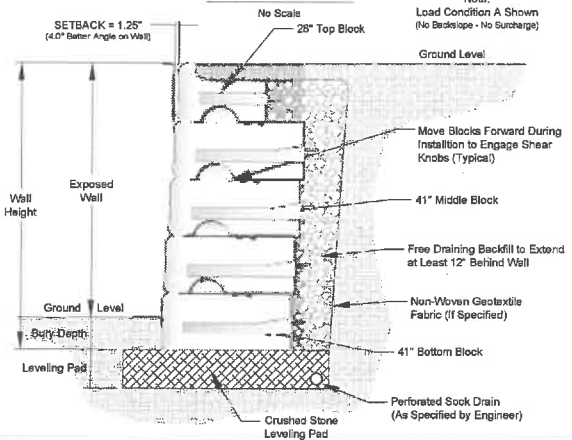 No Scale
Load Condition A Shown
(No Backslope - No Surcharge)
SETBACK = 1.25"
(4.0° Batter Angle on Wall)
28" Top Block
Ground Level
Move Blocks Forward During
Installtion to Engage Shear
Knobs (Typical)
Wall
Height
Exposed
Wall
41" Middle Block
Free Draining Backfill to Extend
at Least 12" Behind Wall
Non-Woven Geotextile
Fabric (If Specified)
Ground Level
Bury Depth
41" Bottom Block
Leveling Pad
Perforated Sock Drain
(As Specified by Engineer)
Crushed Stone
Leveling Pad